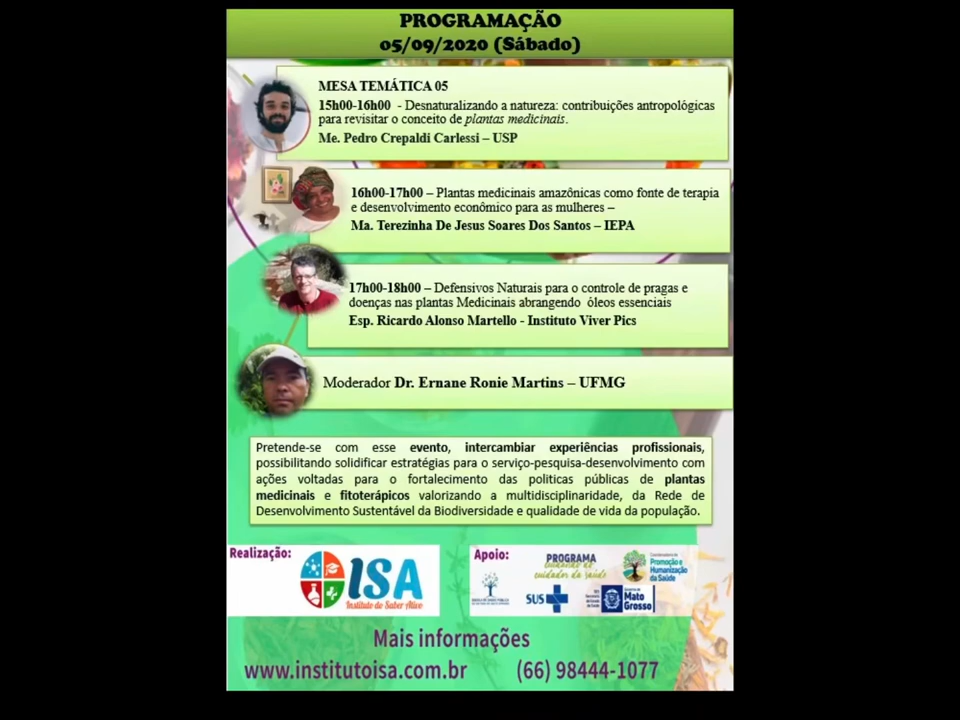 PROGRAMAÇÃO
05/09/2020 (Sábado)
MESA TEMÁTICA 05
15h00-16h00 - Desnaturalizando a natureza: contribuições antropológicas
para revisitar o conceito de plantas medicinais.
Me. Pedro Crepaldi Carlessi – USP
16h00-17h00 – Plantas medicinais amazônicas como fonte de terapia
e desenvolvimento econômico para as mulheres –
Ma. Terezinha De Jesus Soares Dos Santos – IEPA
17h00-18h00 – Defensivos Naturais para o controle de pragas e
doenças nas plantas Medicinais abrangendo óleos essenciais
Esp. Ricardo Alonso Martello - Instituto Viver Pics
Moderador Dr. Ernane Ronie Martins – UFMG
Pretende-se com esse evento, intercambiar experiências profissionais,
possibilitando solidificar estratégias para o serviço-pesquisa-desenvolvimento com
ações voltadas para o fortalecimento das politicas públicas de plantas
medicinais e fitoterápicos valorizando a multidisciplinaridade, da Rede de
Desenvolvimento Sustentável da Biodiversidade e qualidade de vida da população.
Realização:
ISA
Instituto do Saber Ativo
Apoio:
PROGRAMA
cuidando do
cuidador da saúde
Promoção e
Humanização
da Saúde
SUS
Mato
Grosso
Mais informações
www.institutoisa.com.br (66) 98444-1077